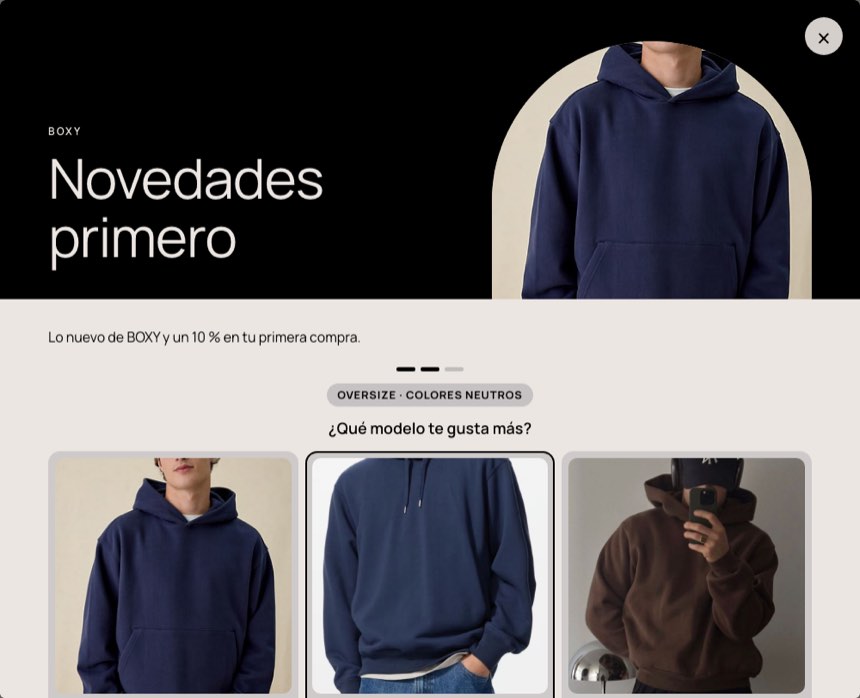 BOXY
Novedades
primero
Lo nuevo de BOXY y un 10 % en tu primera compra.
OVERSIZE · COLORES NEUTROS
¿Qué modelo te gusta más?